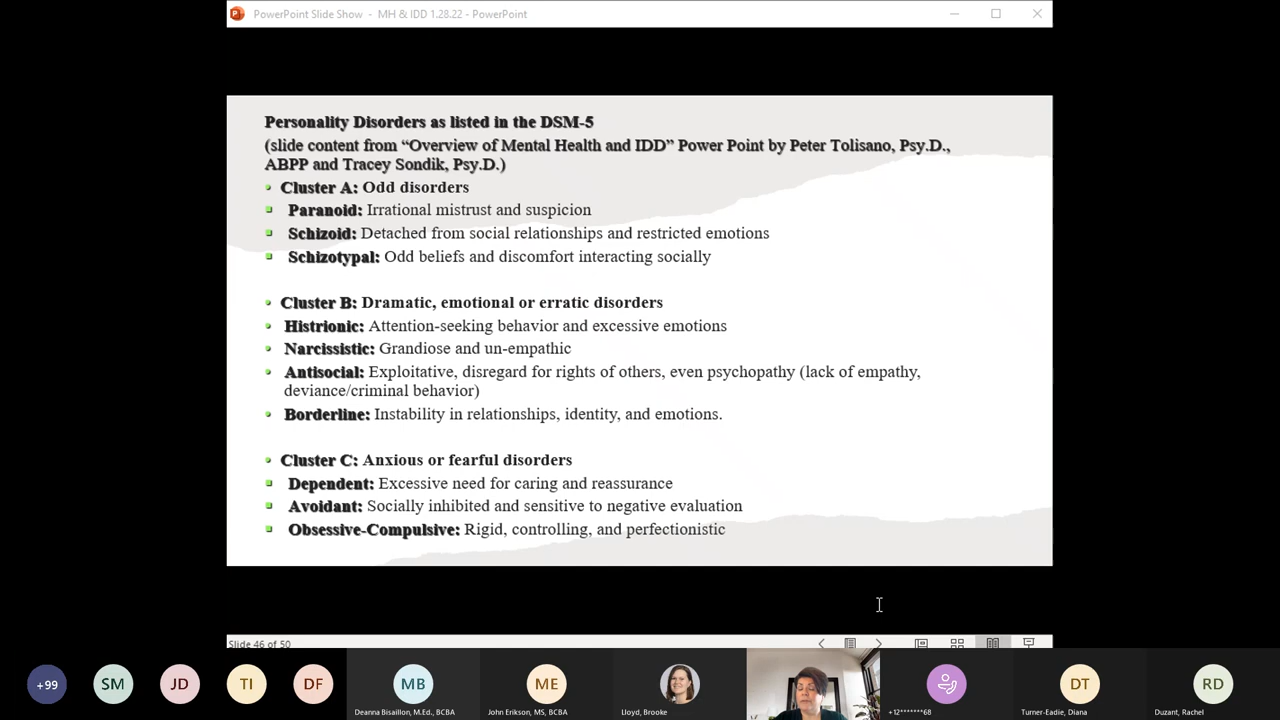 PowerPoint Slide Show - MH & IDD 1.28.22 - PowerPoint
Personality Disorders as listed in the DSM-5
(slide content from “Overview of Mental Health and IDD” Power Point by Peter Tolisano, Psy.D.,
ABPP and Tracey Sondik, Psy.D.)
Cluster A: Odd disorders
Paranoid: Irrational mistrust and suspicion
Schizoid: Detached from social relationships and restricted emotions
Schizotypal: Odd beliefs and discomfort interacting socially
Cluster B: Dramatic, emotional or erratic disorders
Histrionic: Attention-seeking behavior and excessive emotions
Narcissistic: Grandiose and un-empathic
Antisocial: Exploitative, disregard for rights of others, even psychopathy (lack of empathy,
deviance/criminal behavior)
Borderline: Instability in relationships, identity, and emotions.
Cluster C: Anxious or fearful disorders
Dependent: Excessive need for caring and reassurance
Avoidant: Socially inhibited and sensitive to negative evaluation
Obsessive-Compulsive: Rigid, controlling, and perfectionistic
Slide 46 of 50
+99 SM JD TI DF MB ME DT RD
Deanna Bisaillon, M.Ed., BCBA John Erikson, MS, BCBA Lloyd, Brooke +12*******68 Turner-Eadie, Diana Duzant, Rachel